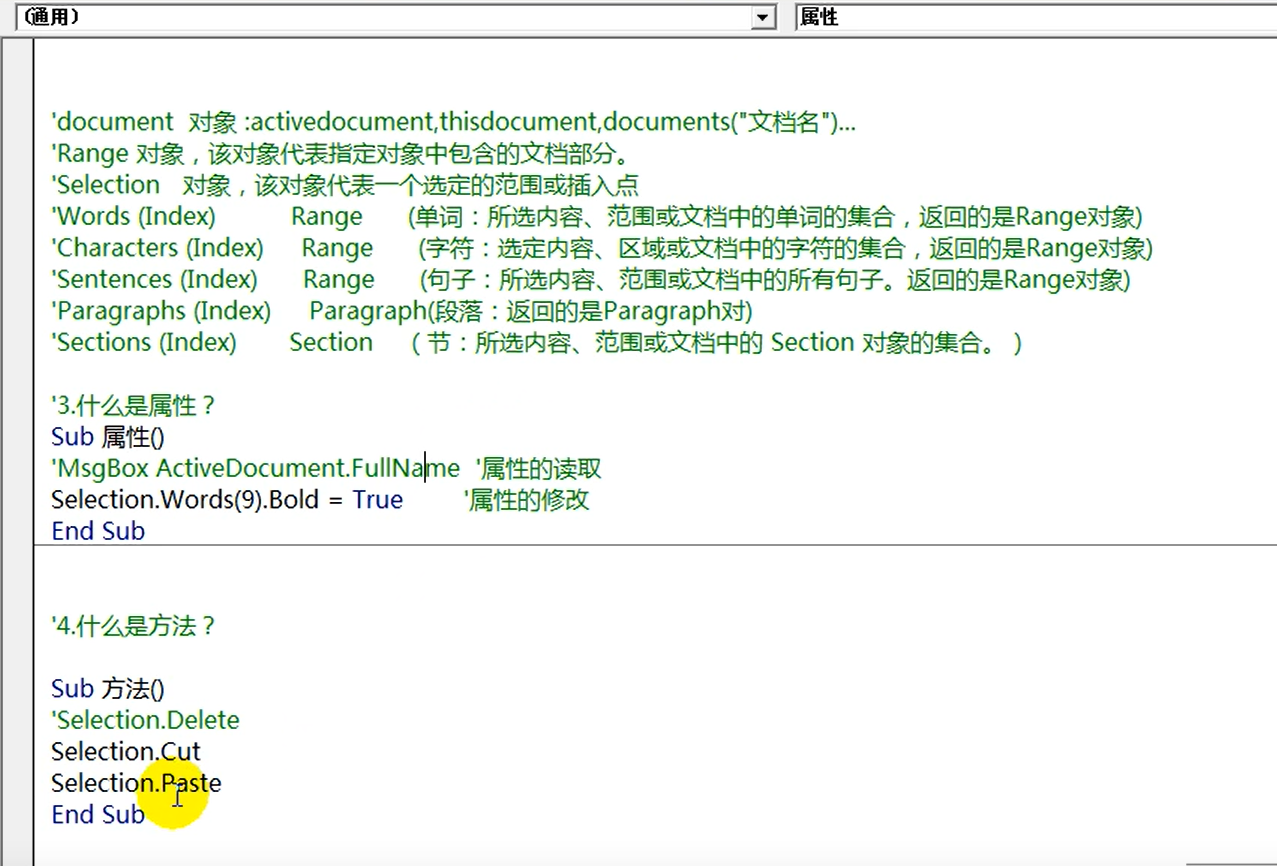 (通用)
属性
'document 对象 :activedocument,thisdocument,documents("文档名")...
'Range 对象，该对象代表指定对象中包含的文档部分。
'Selection 对象，该对象代表一个选定的范围或插入点
'Words (Index) Range (单词：所选内容、范围或文档中的单词的集合，返回的是Range对象)
'Characters (Index) Range (字符：选定内容、区域或文档中的字符的集合，返回的是Range对象)
'Sentences (Index) Range (句子：所选内容、范围或文档中的所有句子。返回的是Range对象)
'Paragraphs (Index) Paragraph(段落：返回的是Paragraph对)
'Sections (Index) Section （ 节：所选内容、范围或文档中的 Section 对象的集合。 ）
'3.什么是属性？
Sub 属性()
'MsgBox ActiveDocument.FullName '属性的读取
Selection.Words(9).Bold = True '属性的修改
End Sub
'4.什么是方法？
Sub 方法()
'Selection.Delete
Selection.Cut
Selection.Paste
End Sub